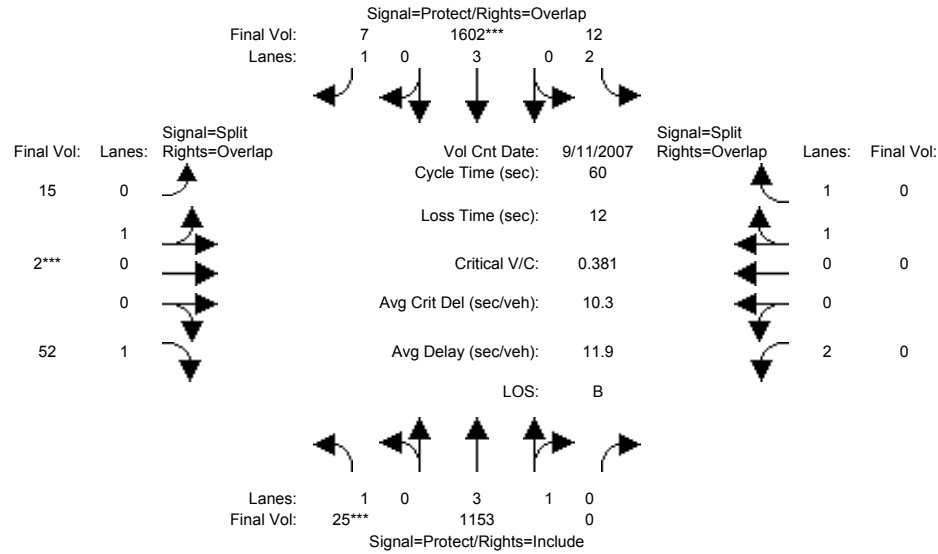 Signal=Protect/Rights=Overlap
Final Vol: 7 1602*** 12
Lanes: 1 0 3 0 2
Signal=Split Signal=Split
Final Vol: Lanes: Rights=Overlap Vol Cnt Date: 9/11/2007 Rights=Overlap Lanes: Final Vol:
Cycle Time (sec): 60
15 0 1 0
Loss Time (sec): 12
1 1
2*** 0 Critical V/C: 0.381 0 0
0 Avg Crit Del (sec/veh): 10.3 0
52 1 Avg Delay (sec/veh): 11.9 2 0
LOS: B
Lanes: 1 0 3 1 0
Final Vol: 25*** 1153 0
Signal=Protect/Rights=Include